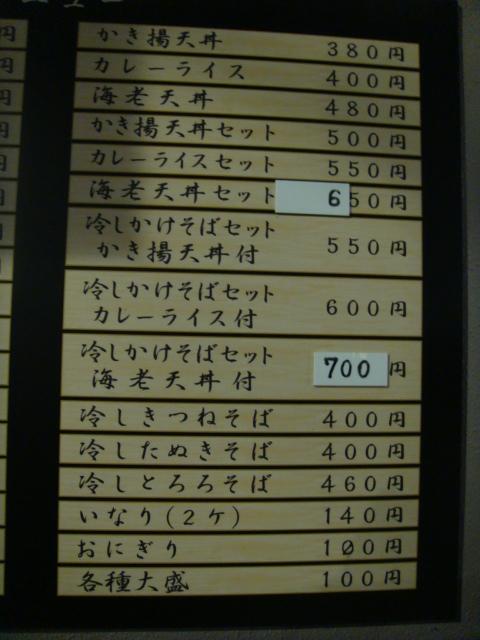 かき揚天丼 380円
カレーライス 400円
海老天丼 480円
かき揚天丼セット 500円
カレーライスセット 550円
海老天丼セット 650円
冷しかけそばセット
かき揚天丼付 550円
冷しかけそばセット
カレーライス付 600円
冷しかけそばセット
海老天丼付 700円
冷しきつねそば 400円
冷したぬきそば 400円
冷しとろろそば 460円
いなり(2ケ) 140円
おにぎり 100円
各種大盛 100円